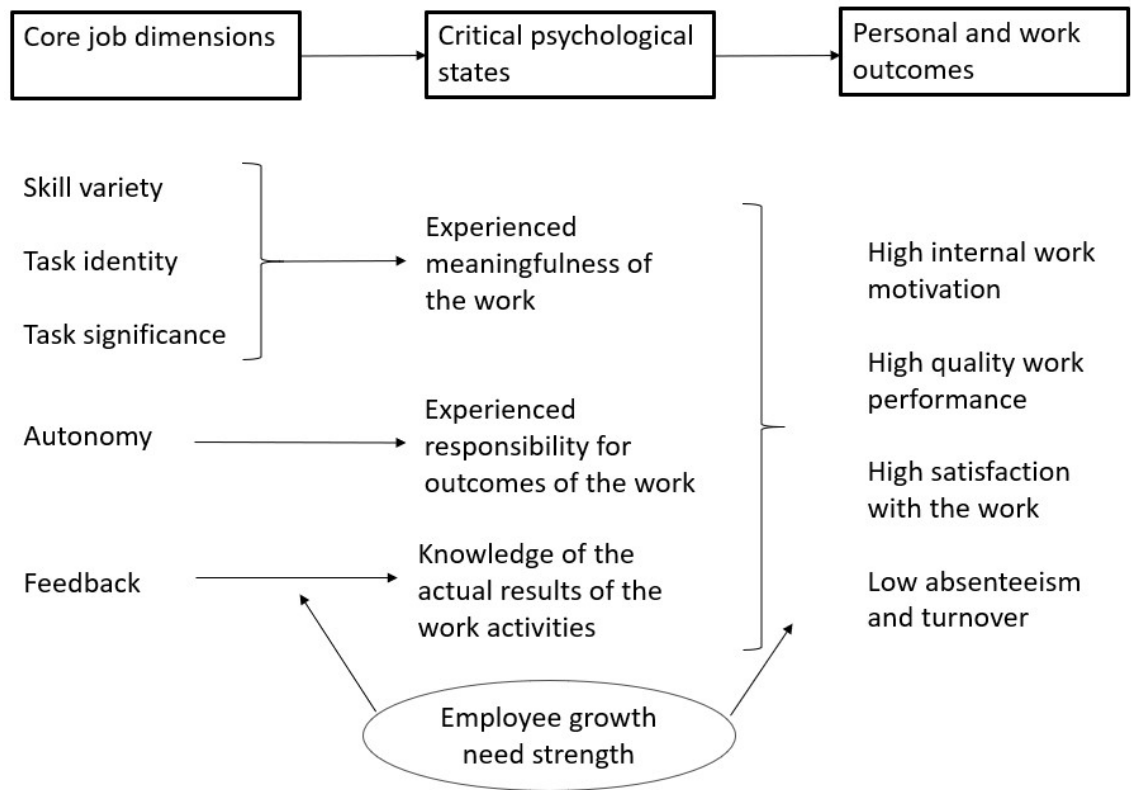 Core job dimensions
Critical psychological
states
Personal and work
outcomes
Skill variety
Task identity
Task significance
Experienced
meaningfulness of
the work
Autonomy
Experienced
responsibility for
outcomes of the work
Feedback
Knowledge of the
actual results of the
work activities
High internal work
motivation
High quality work
performance
High satisfaction
with the work
Low absenteeism
and turnover
Employee growth
need strength